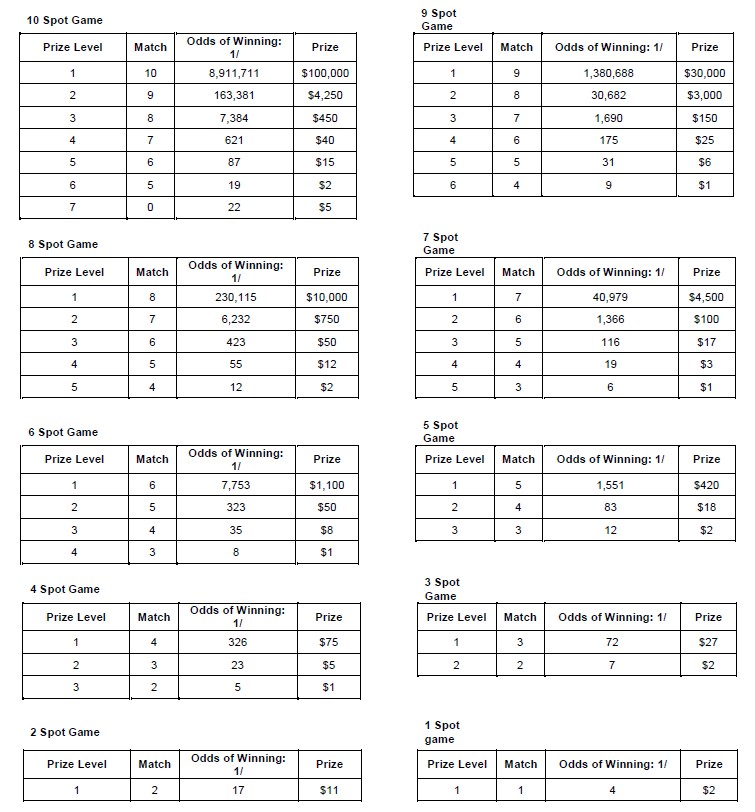 10 Spot Game
Prize Level Match Odds of Winning: 1/ Prize
1 10 8,911,711 $100,000
2 9 163,381 $4,250
3 8 7,384 $450
4 7 621 $40
5 6 87 $15
6 5 19 $2
7 0 22 $5
9 Spot
Game
Prize Level Match Odds of Winning: 1/ Prize
1 9 1,380,688 $30,000
2 8 30,682 $3,000
3 7 1,690 $150
4 6 175 $25
5 5 31 $6
6 4 9 $1
8 Spot Game
Prize Level Match Odds of Winning: 1/ Prize
1 8 230,115 $10,000
2 7 6,232 $750
3 6 423 $50
4 5 55 $12
5 4 12 $2
7 Spot
Game
Prize Level Match Odds of Winning: 1/ Prize
1 7 40,979 $4,500
2 6 1,366 $100
3 5 116 $17
4 4 19 $3
5 3 6 $1
6 Spot Game
Prize Level Match Odds of Winning: 1/ Prize
1 6 7,753 $1,100
2 5 323 $50
3 4 35 $8
4 3 8 $1
5 Spot
Game
Prize Level Match Odds of Winning: 1/ Prize
1 5 1,551 $420
2 4 83 $18
3 3 12 $2
4 Spot Game
Prize Level Match Odds of Winning: 1/ Prize
1 4 326 $75
2 3 23 $5
3 2 5 $1
3 Spot
Game
Prize Level Match Odds of Winning: 1/ Prize
1 3 72 $27
2 2 7 $2
2 Spot Game
Prize Level Match Odds of Winning: 1/ Prize
1 2 17 $11
1 Spot
game
Prize Level Match Odds of Winning: 1/ Prize
1 1 4 $2